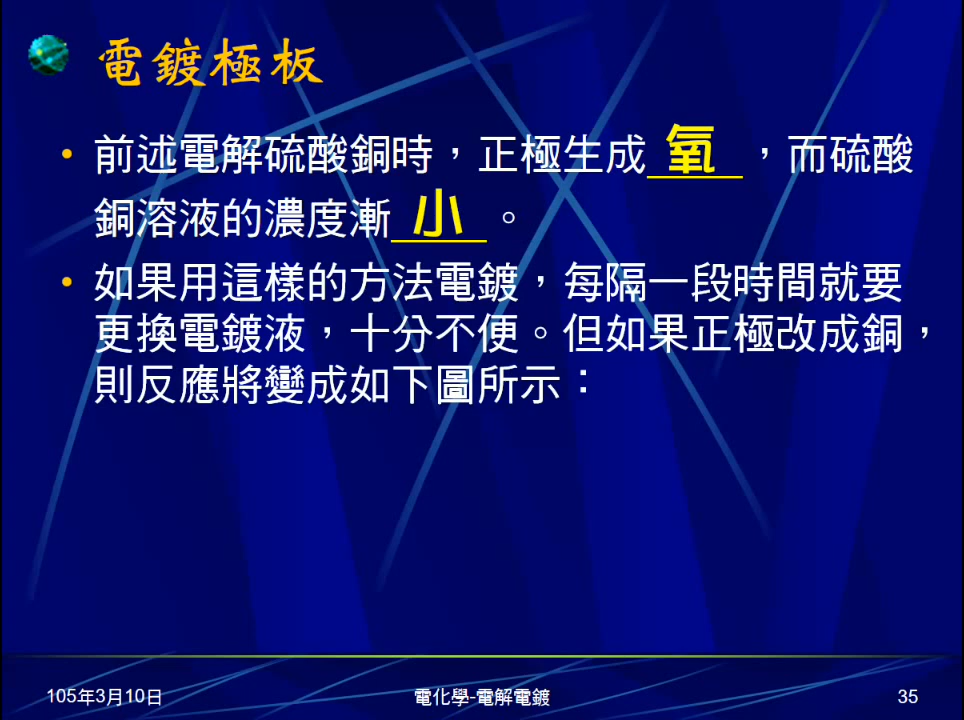 電鍍極板
• 前述電解硫酸銅時，正極生成 氧 ，而硫酸
銅溶液的濃度漸 小 。
• 如果用這樣的方法電鍍，每隔一段時間就要
更換電鍍液，十分不便。但如果正極改成銅，
則反應將變成如下圖所示：
105年3月10日
電化學-電解電鍍
35